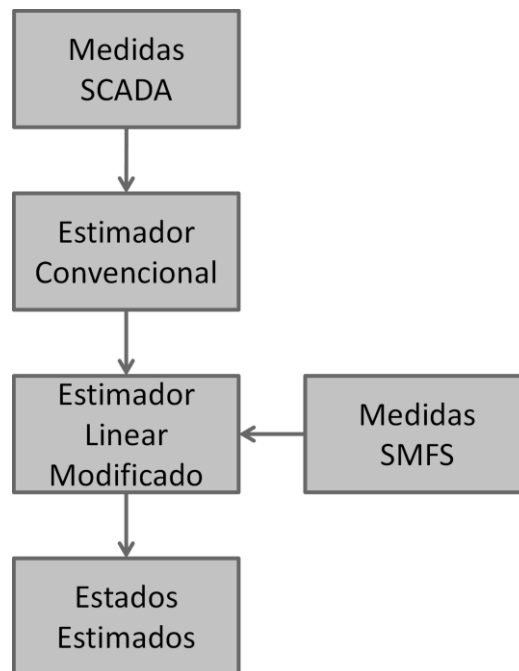 Medidas
SCADA
Estimador
Convencional
Estimador
Linear
Modificado
Medidas
SMFS
Estados
Estimados